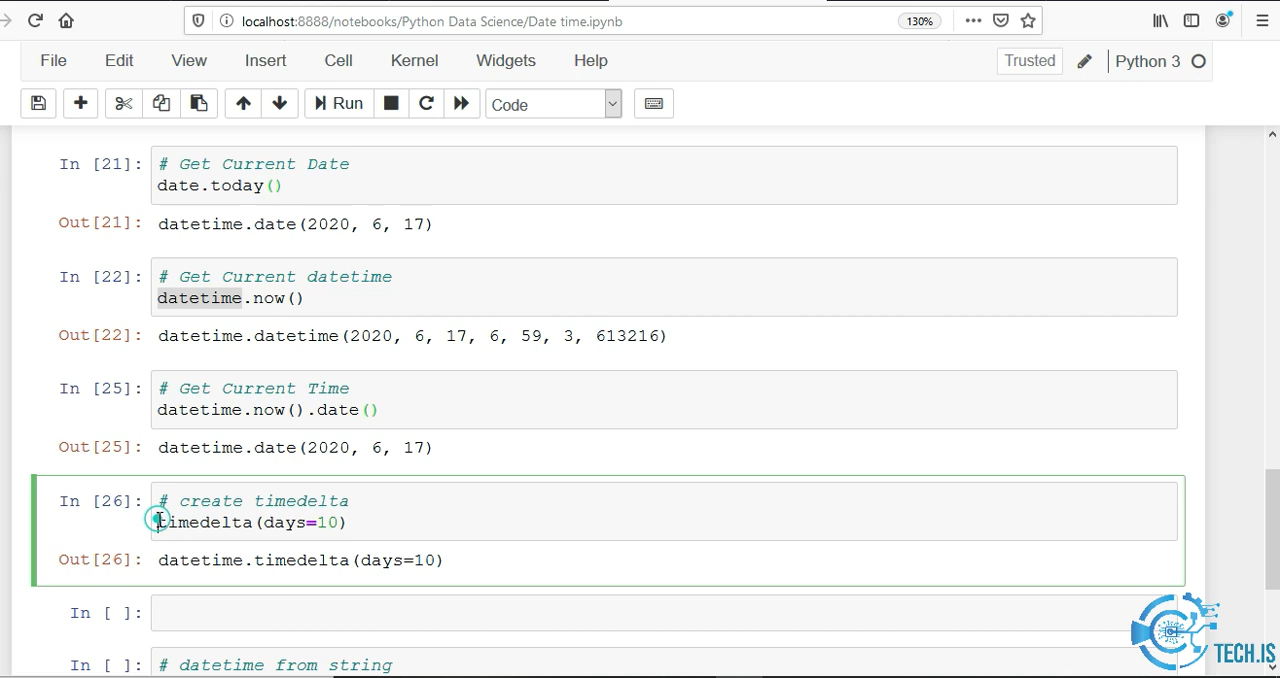 localhost:8888/notebooks/Python Data Science/Date time.ipynb
130%
File Edit View Insert Cell Kernel Widgets Help
Trusted
Python 3
Run
Code
In [21]: # Get Current Date
date.today()
Out[21]: datetime.date(2020, 6, 17)
In [22]: # Get Current datetime
datetime.now()
Out[22]: datetime.datetime(2020, 6, 17, 6, 59, 3, 613216)
In [25]: # Get Current Time
datetime.now().date()
Out[25]: datetime.date(2020, 6, 17)
In [26]: # create timedelta
timedelta(days=10)
Out[26]: datetime.timedelta(days=10)
In [ ]:
In [ ]: # datetime from string
TECH.IS